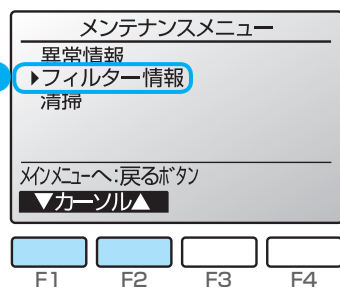 メンテナンスメニュー
異常情報
▶フィルター情報
清掃
メインメニューへ:戻るボタン
▼カーソル▲
F1 F2 F3 F4